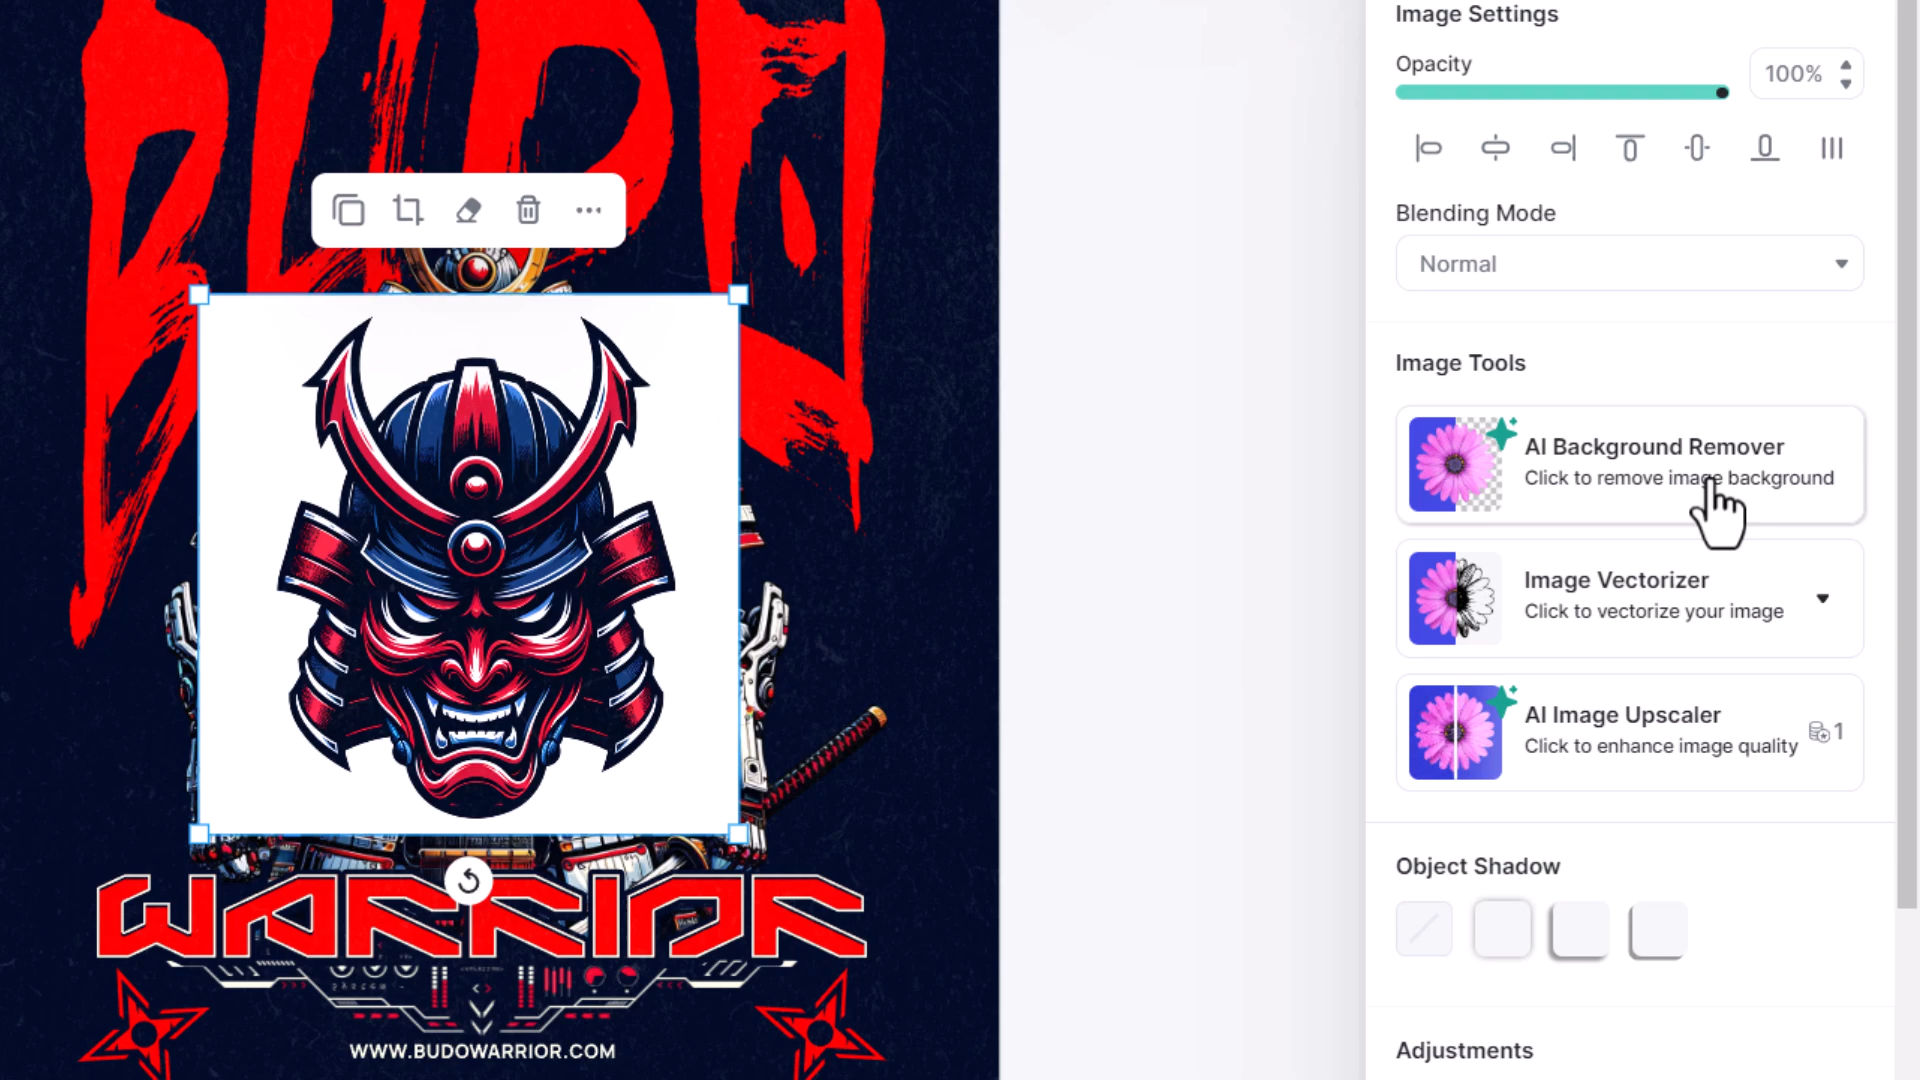 BUDO
WARRIOR
system -
WWW.BUDOWARRIOR.COM
Image Settings
Opacity
100%
Blending Mode
Normal
Image Tools
AI Background Remover
Click to remove image background
Image Vectorizer
Click to vectorize your image
AI Image Upscaler
Click to enhance image quality
1
Object Shadow
Adjustments